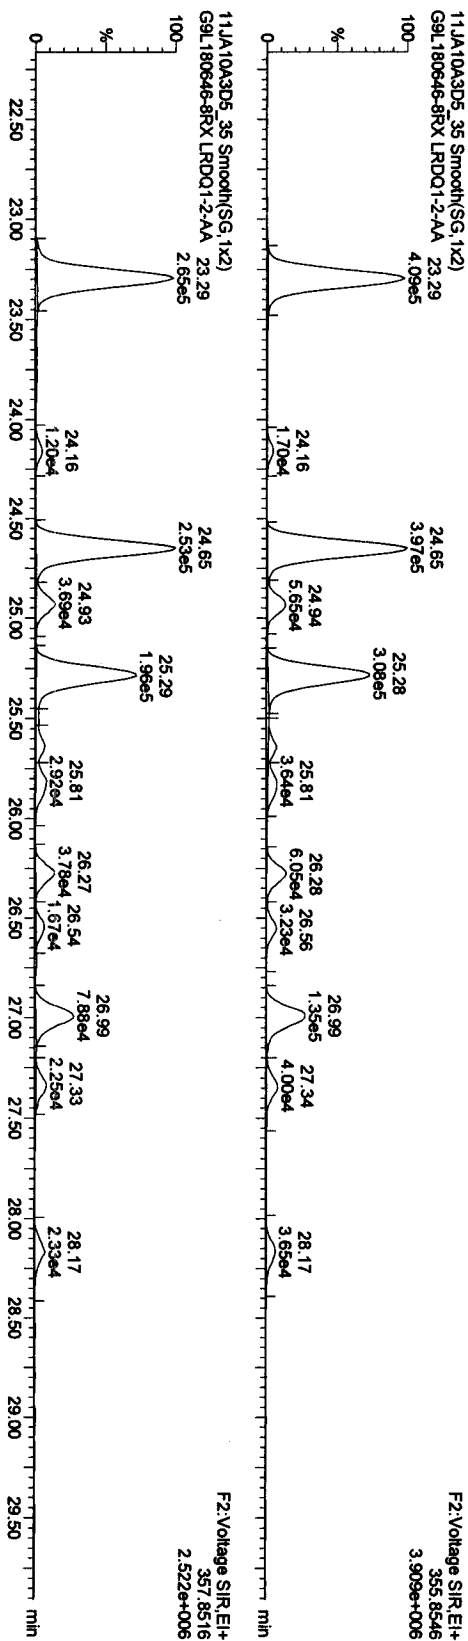 11JA10A3D5_35 Smooth(SG,1x2)
G9L180646-8RX LRDQ1-2-AA
F2:Voltage SIR,EI+
355.8546
3.909e+006
100
%
0
23.29
4.09e5
24.16
1.70e4
24.65
3.97e5
24.94
5.65e4
25.28
3.08e5
25.81
3.64e4
26.28
6.05e4
26.56
3.23e4
26.99
1.35e5
27.34
4.00e4
28.17
3.65e4
min
11JA10A3D5_35 Smooth(SG,1x2)
G9L180646-8RX LRDQ1-2-AA
F2:Voltage SIR,EI+
357.8516
2.522e+006
100
%
0
23.29
2.65e5
24.16
1.20e4
24.65
2.53e5
24.93
3.69e4
25.29
1.96e5
25.81
2.92e4
26.27
3.78e4
26.54
1.67e4
26.99
7.88e4
27.33
2.25e4
28.17
2.33e4
min
22.50 23.00 23.50 24.00 24.50 25.00 25.50 26.00 26.50 27.00 27.50 28.00 28.50 29.00 29.50